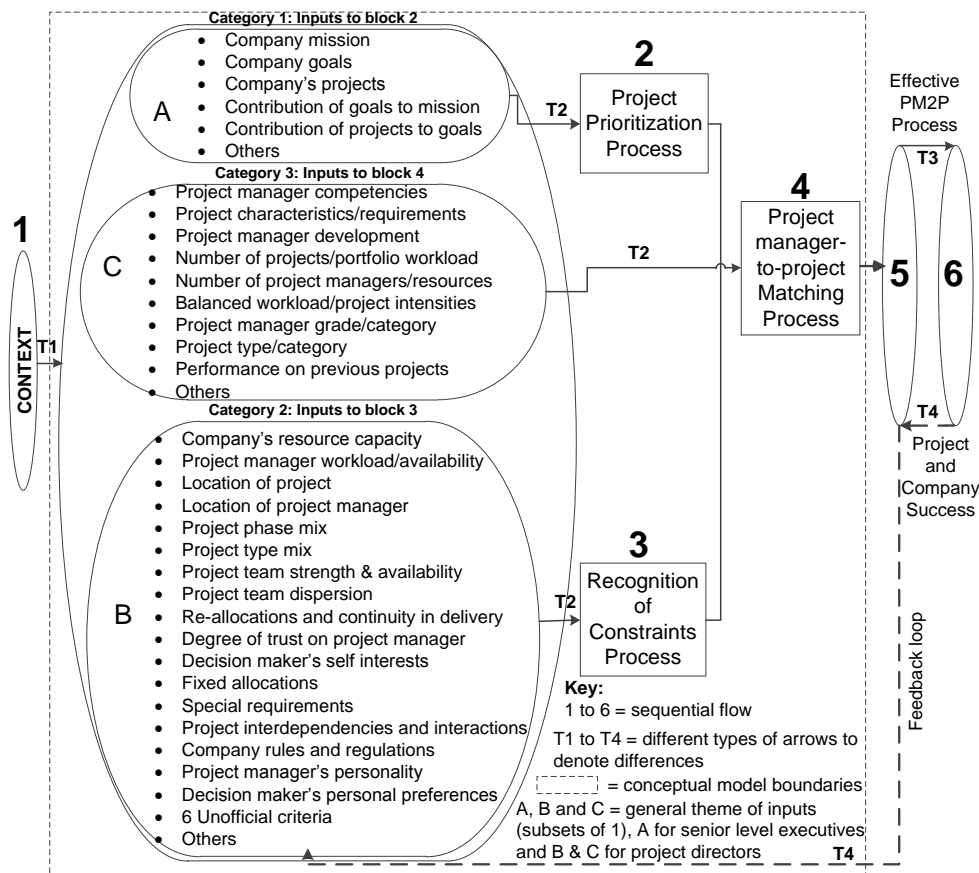 Category 1: Inputs to block 2
• Company mission
• Company goals
• Company's projects
• Contribution of goals to mission
• Contribution of projects to goals
• Others
A
T2
2
Project
Prioritization
Process
Effective
PM2P
Process
T3
Category 3: Inputs to block 4
• Project manager competencies
• Project characteristics/requirements
• Project manager development
• Number of projects/portfolio workload
• Number of project managers/resources
• Balanced workload/project intensities
• Project manager grade/category
• Project type/category
• Performance on previous projects
• Others
C
T2
4
Project
manager-
to-project
Matching
Process
5
6
1
CONTEXT
T1
T4
Project
and
Company
Success
Category 2: Inputs to block 3
• Company's resource capacity
• Project manager workload/availability
• Location of project
• Location of project manager
• Project phase mix
• Project type mix
• Project team strength & availability
• Project team dispersion
• Re-allocations and continuity in delivery
• Degree of trust on project manager
• Decision maker's self interests
• Fixed allocations
• Special requirements
• Project interdependencies and interactions
• Company rules and regulations
• Project manager's personality
• Decision maker's personal preferences
• 6 Unofficial criteria
• Others
B
T2
3
Recognition
of
Constraints
Process
Feedback loop
Key:
1 to 6 = sequential flow
T1 to T4 = different types of arrows to
denote differences
= conceptual model boundaries
A, B and C = general theme of inputs
(subsets of 1), A for senior level executives
and B & C for project directors
T4